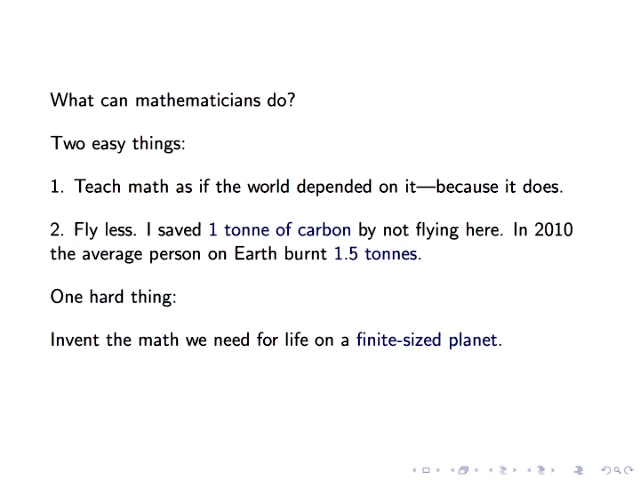 What can mathematicians do?
Two easy things:
1. Teach math as if the world depended on it—because it does.
2. Fly less. I saved 1 tonne of carbon by not flying here. In 2010
the average person on Earth burnt 1.5 tonnes.
One hard thing:
Invent the math we need for life on a finite-sized planet.